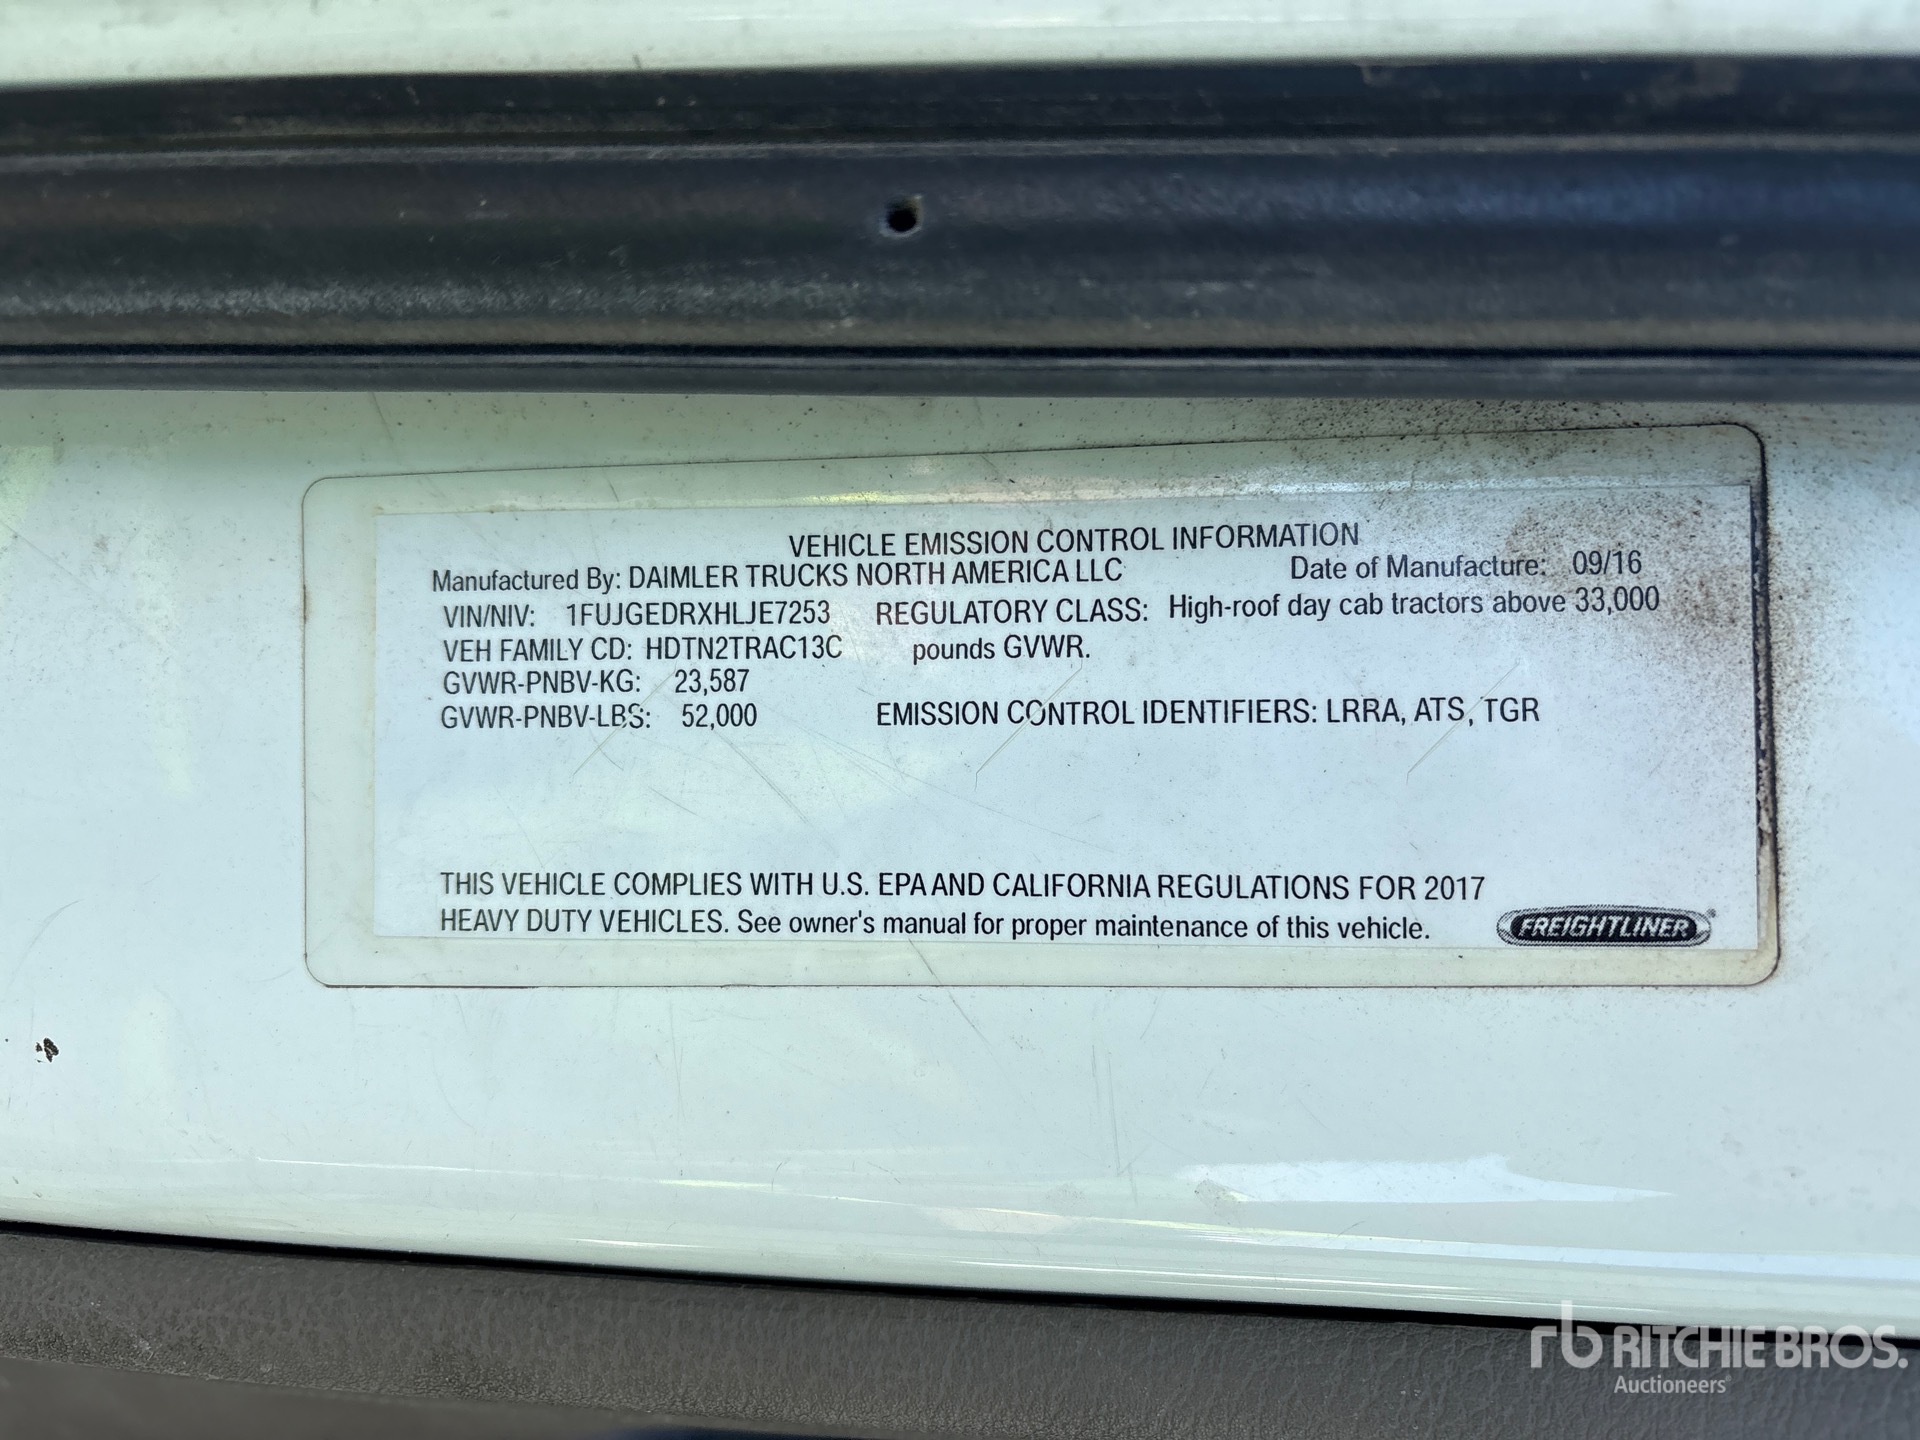 VEHICLE EMISSION CONTROL INFORMATION
Manufactured By: DAIMLER TRUCKS NORTH AMERICA LLC Date of Manufacture: 09/16
VIN/NIV: 1FUJGEDRXHLJE7253 REGULATORY CLASS: High-roof day cab tractors above 33,000
VEH FAMILY CD: HDTN2TRAC13C pounds GVWR.
GVWR-PNBV-KG: 23,587
GVWR-PNBV-LBS: 52,000 EMISSION CONTROL IDENTIFIERS: LRRA, ATS, TGR
THIS VEHICLE COMPLIES WITH U.S. EPA AND CALIFORNIA REGULATIONS FOR 2017
HEAVY DUTY VEHICLES. See owner's manual for proper maintenance of this vehicle.
FREIGHTLINER
rb RITCHIE BROS.
Auctioneers